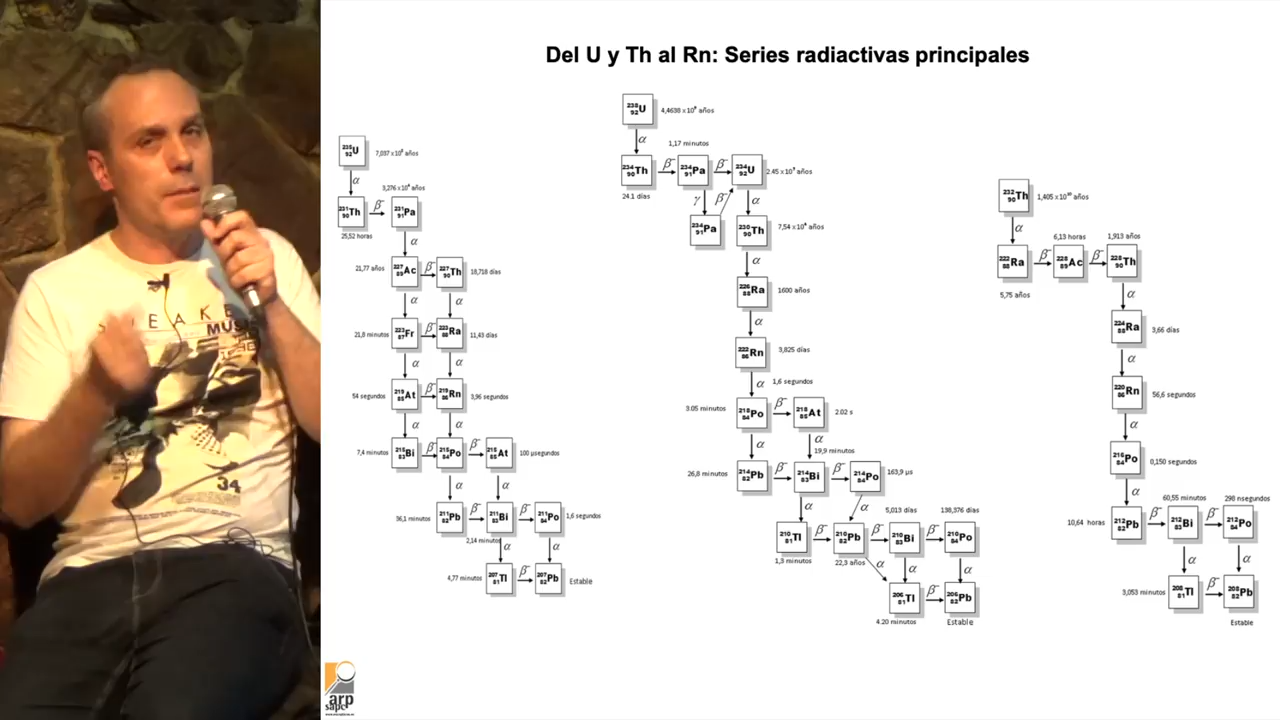 Del U y Th al Rn: Series radiactivas principales
235 92 U
7,037 x10⁸ años
α
231 90 Th
β⁻
3,276 x10⁴ años
231 91 Pa
25,52 horas
α
21,77 años
227 89 Ac
β⁻
227 90 Th
18,718 días
α
α
21,8 minutos
223 87 Fr
β⁻
223 88 Ra
11,43 días
α
α
54 segundos
219 85 At
β⁻
219 86 Rn
3,96 segundos
α
α
7,4 minutos
215 83 Bi
β⁻
215 84 Po
β⁻
215 85 At
100 µsegundos
α
α
36,1 minutos
211 82 Pb
β⁻
211 83 Bi
β⁻
211 84 Po
1,6 segundos
2,14 minutos
α
α
4,77 minutos
207 81 Tl
β⁻
207 82 Pb
Estable
238 92 U
4,4638 x10⁹ años
α
1,17 minutos
234 90 Th
β⁻
234 91 Pa
β⁻
234 92 U
2.45 x10⁵ años
24.1 días
γ
β⁻
α
234 91 Pa
230 90 Th
7,54 x10⁴ años
α
226 88 Ra
1600 años
α
222 86 Rn
3,825 días
α
1,6 segundos
3.05 minutos
218 84 Po
β⁻
218 85 At
2.02 s
α
α
19,9 minutos
26,8 minutos
214 82 Pb
β⁻
214 83 Bi
β⁻
214 84 Po
163,9 µs
α
α
5,013 días
138,376 días
210 81 Tl
β⁻
210 82 Pb
β⁻
210 83 Bi
β⁻
210 84 Po
1,3 minutos
22,3 años
α
α
α
206 81 Tl
β⁻
206 82 Pb
4.20 minutos
Estable
232 90 Th
1,405 x10¹⁰ años
α
6,13 horas
1,913 años
222 88 Ra
β⁻
228 89 Ac
β⁻
228 90 Th
5,75 años
α
224 88 Ra
3,66 días
α
220 86 Rn
56,6 segundos
α
216 84 Po
0,150 segundos
α
60,55 minutos
298 nsegundos
10,64 horas
212 82 Pb
β⁻
212 83 Bi
β⁻
212 84 Po
α
α
3,053 minutos
208 81 Tl
β⁻
208 82 Pb
Estable
MUSIC
34
arp
sapc